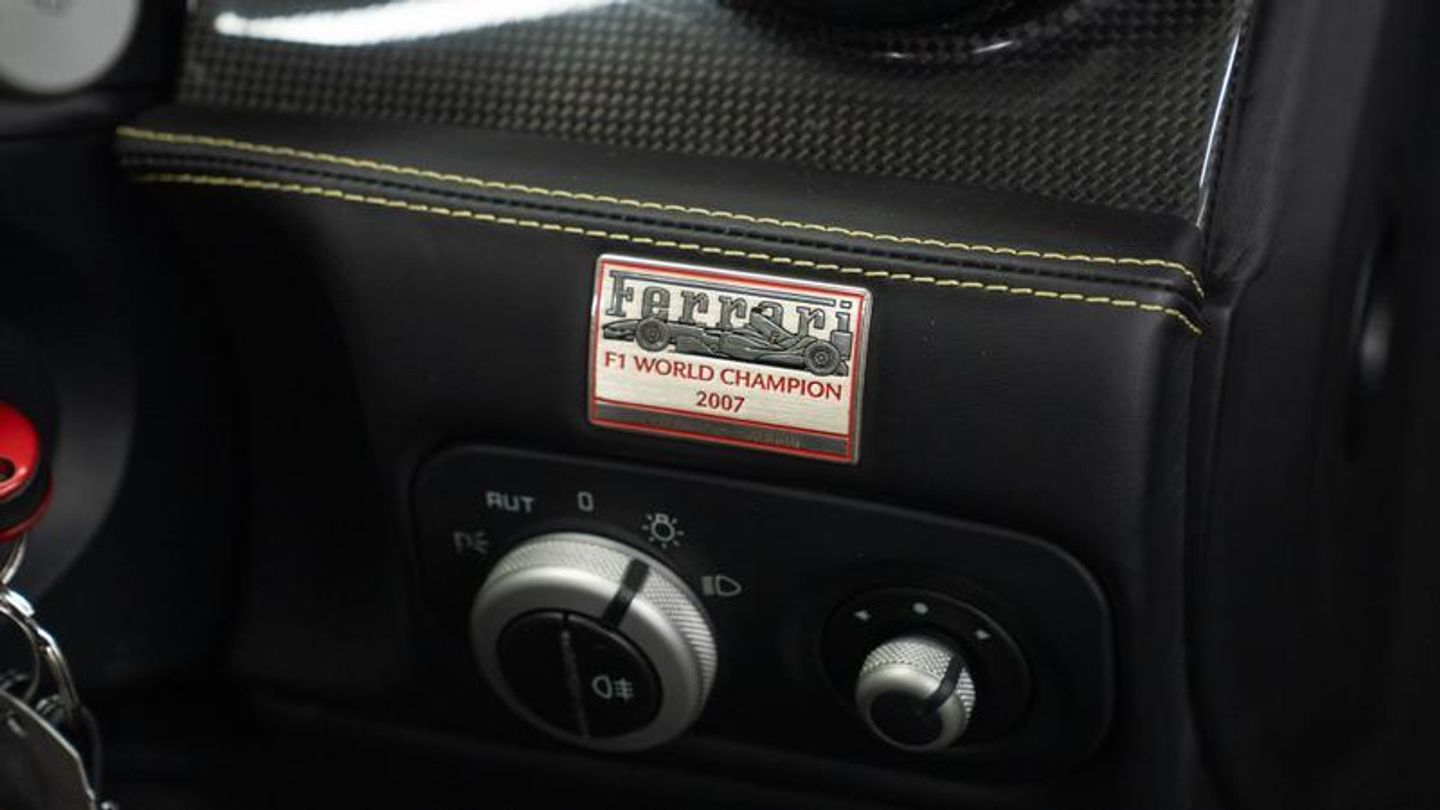 Ferrari
F1 WORLD CHAMPION
2007
AUT 0